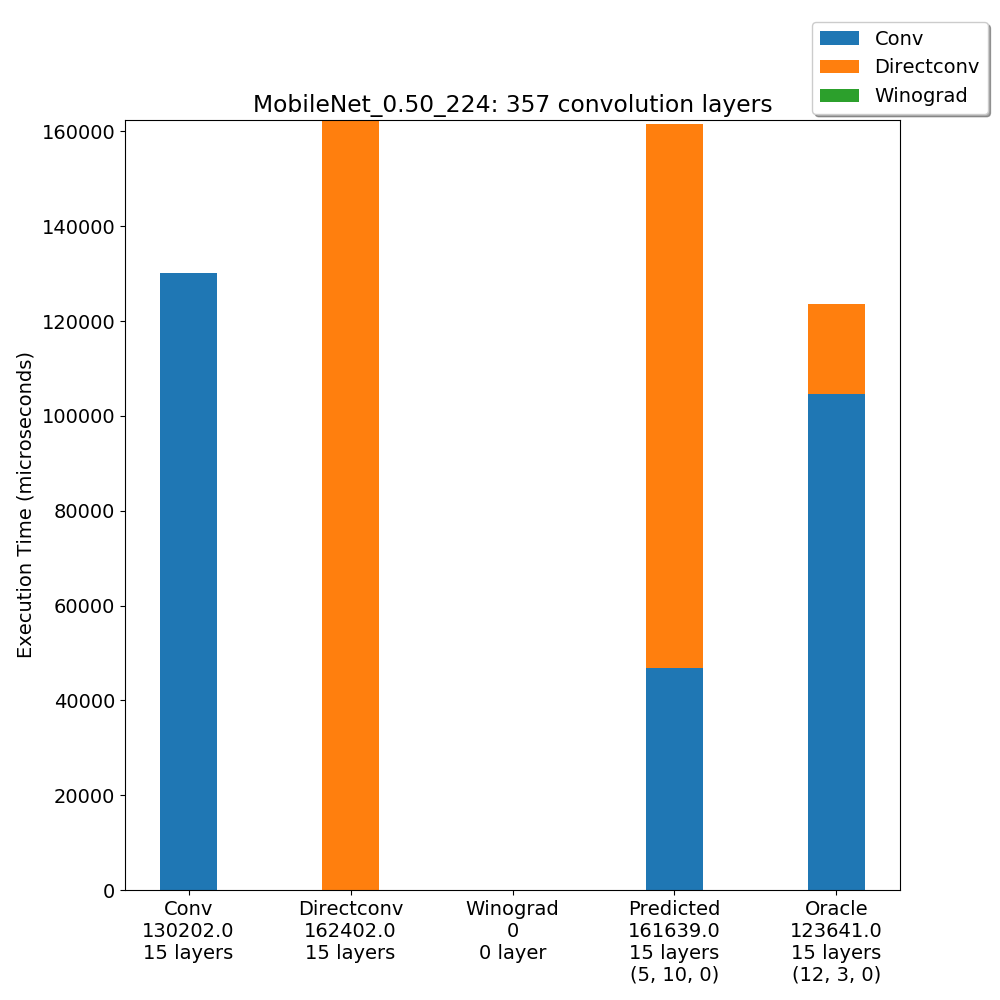 Conv
Directconv
Winograd
MobileNet_0.50_224: 357 convolution layers
Execution Time (microseconds)
160000
140000
120000
100000
80000
60000
40000
20000
0
Conv
130202.0
15 layers
Directconv
162402.0
15 layers
Winograd
0
0 layer
Predicted
161639.0
15 layers
(5, 10, 0)
Oracle
123641.0
15 layers
(12, 3, 0)